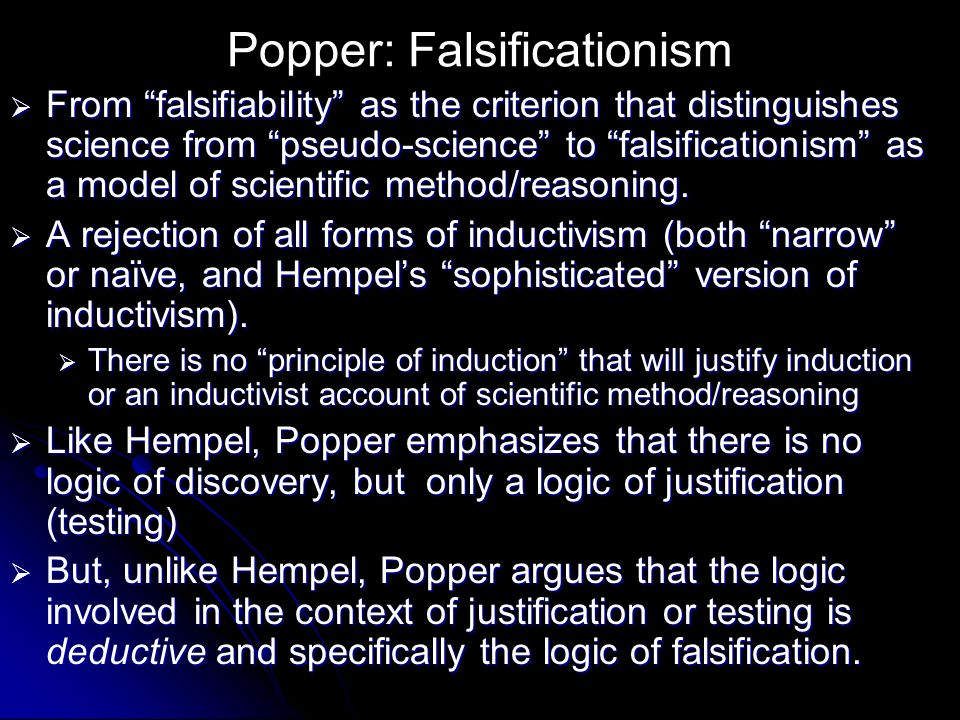 Popper: Falsificationism
➢ From “falsifiability” as the criterion that distinguishes
science from “pseudo-science” to “falsificationism” as
a model of scientific method/reasoning.
➢ A rejection of all forms of inductivism (both “narrow”
or naïve, and Hempel’s “sophisticated” version of
inductivism).
➢ There is no “principle of induction” that will justify induction
or an inductivist account of scientific method/reasoning
➢ Like Hempel, Popper emphasizes that there is no
logic of discovery, but only a logic of justification
(testing)
➢ But, unlike Hempel, Popper argues that the logic
involved in the context of justification or testing is
deductive and specifically the logic of falsification.